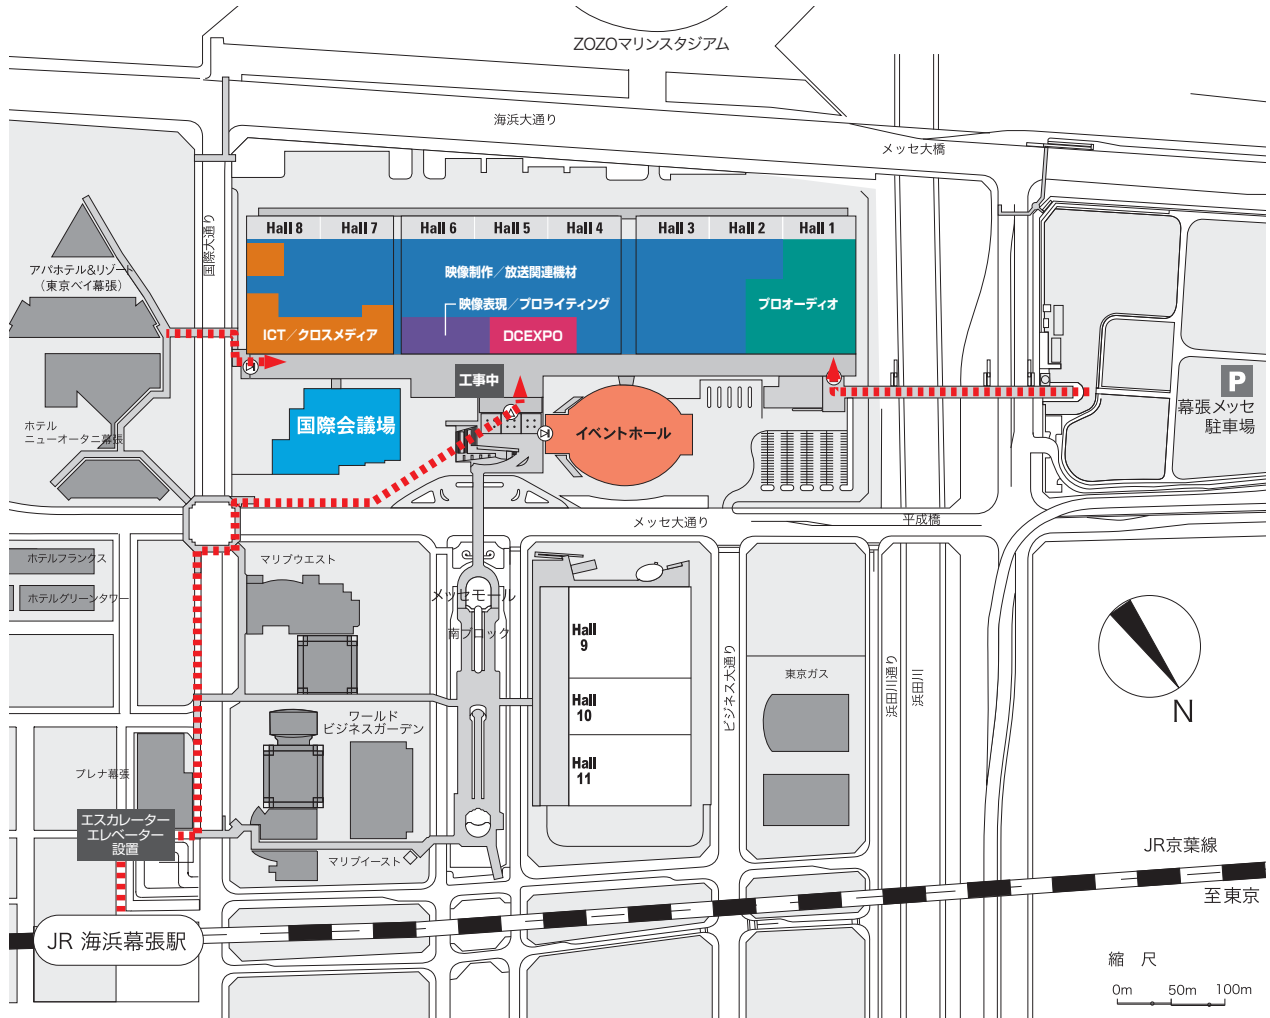 ZOZOマリンスタジアム
海浜大通り
メッセ大橋
国際大通り
Hall 8
Hall 7
Hall 6
Hall 5
Hall 4
Hall 3
Hall 2
Hall 1
アパホテル&リゾート
（東京ベイ幕張）
映像制作／放送関連機材
映像表現／プロライティング
プロオーディオ
ICT／クロスメディア
DCEXPO
工事中
P
幕張メッセ
駐車場
ホテル
ニューオータニ幕張
国際会議場
イベントホール
メッセ大通り
平成橋
ホテルフランクス
マリブウエスト
ホテルグリーンタワー
メッセモール
南ブロック
Hall
9
Hall
10
Hall
11
ビジネス大通り
東京ガス
浜田川通り
浜田川
N
ワールド
ビジネスガーデン
プレナ幕張
エスカレーター
エレベーター
設置
マリブイースト
JR京葉線
至東京
JR 海浜幕張駅
縮 尺
0m
50m
100m